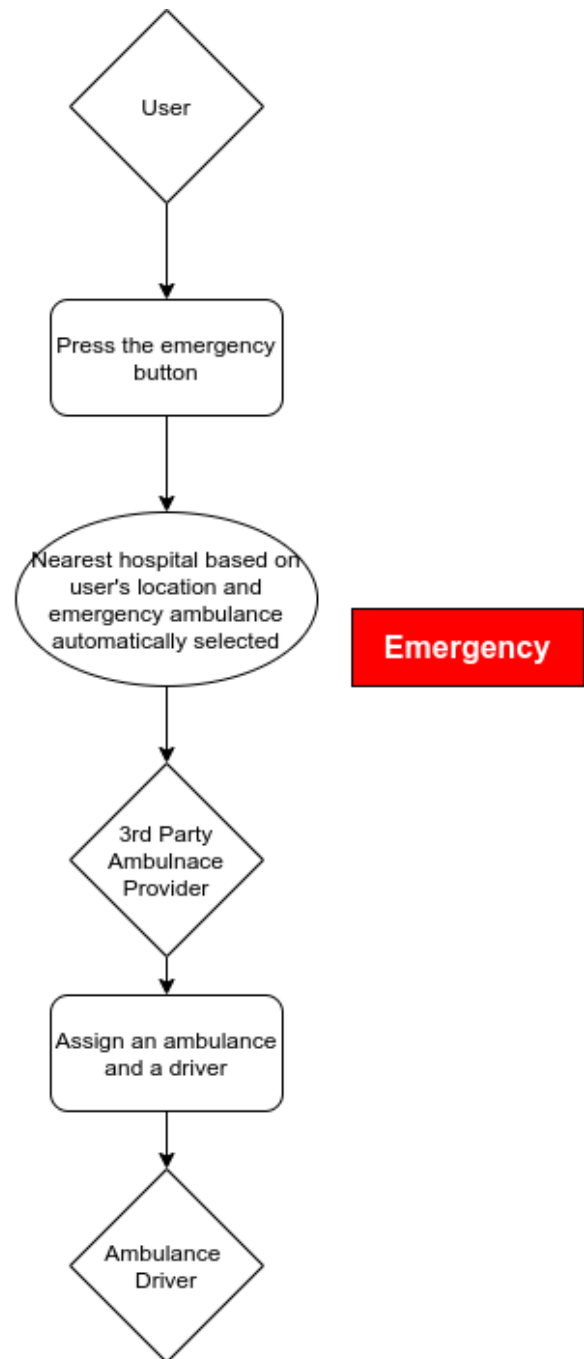 User
Press the emergency
button
Nearest hospital based on
user's location and
emergency ambulance
automatically selected
Emergency
3rd Party
Ambulnace
Provider
Assign an ambulance
and a driver
Ambulance
Driver